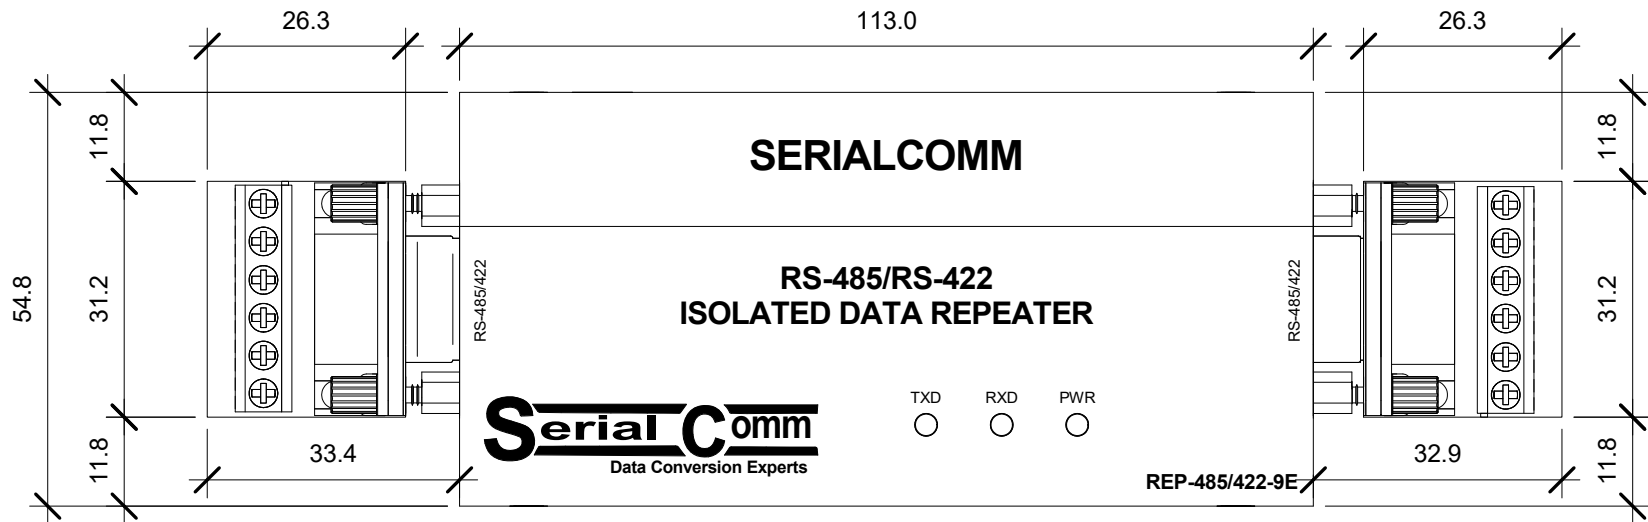 26.3
113.0
26.3
11.8
11.8
SERIALCOMM
54.8
31.2
RS-485/422
RS-485/RS-422
ISOLATED DATA REPEATER
RS-485/422
31.2
TXD RXD PWR
Serial Comm
Data Conversion Experts
33.4
32.9
11.8
11.8
REP-485/422-9E